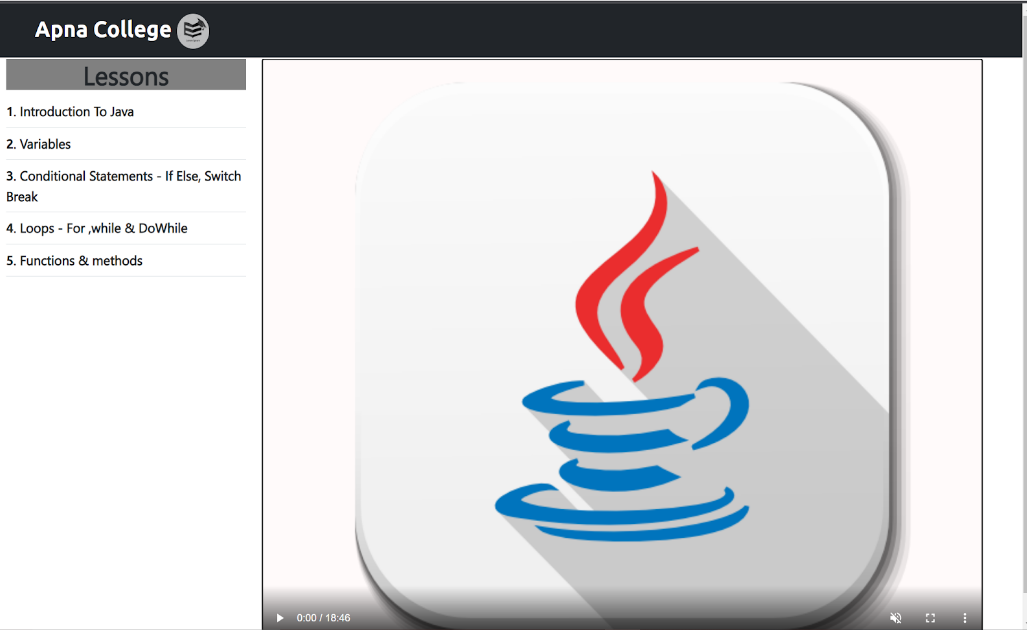 Apna College
Lessons
1. Introduction To Java
2. Variables
3. Conditional Statements - If Else, Switch
Break
4. Loops - For ,while & DoWhile
5. Functions & methods
0:00 / 18:46